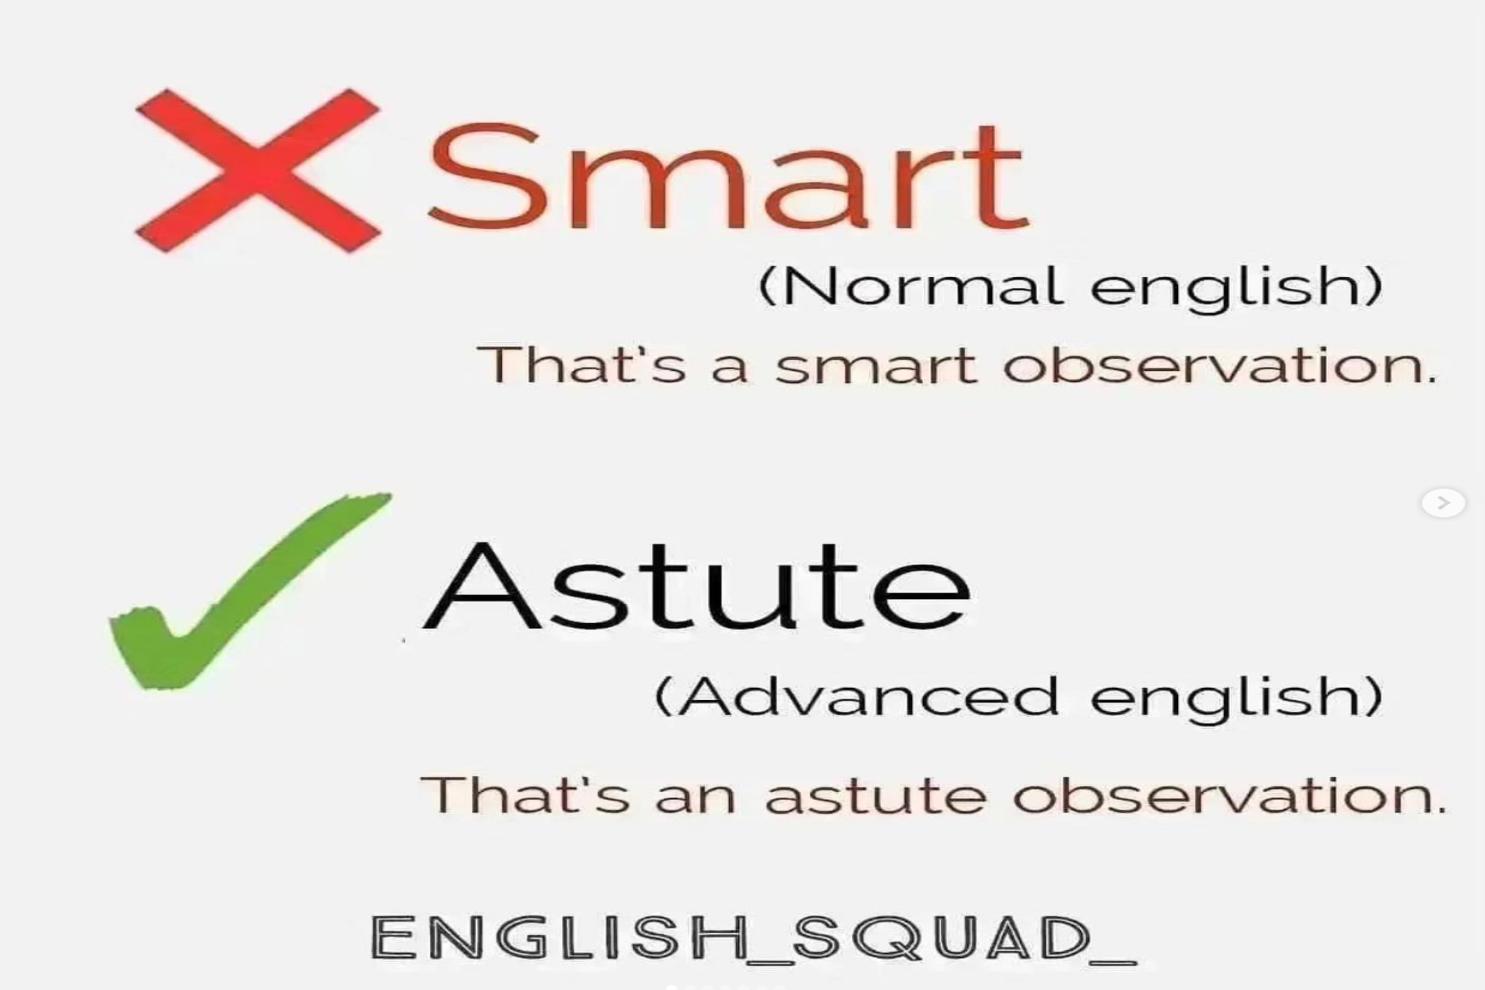 Smart
(Normal english)
That's a smart observation.
Astute
(Advanced english)
That's an astute observation.
ENGLISH_SQUAD_